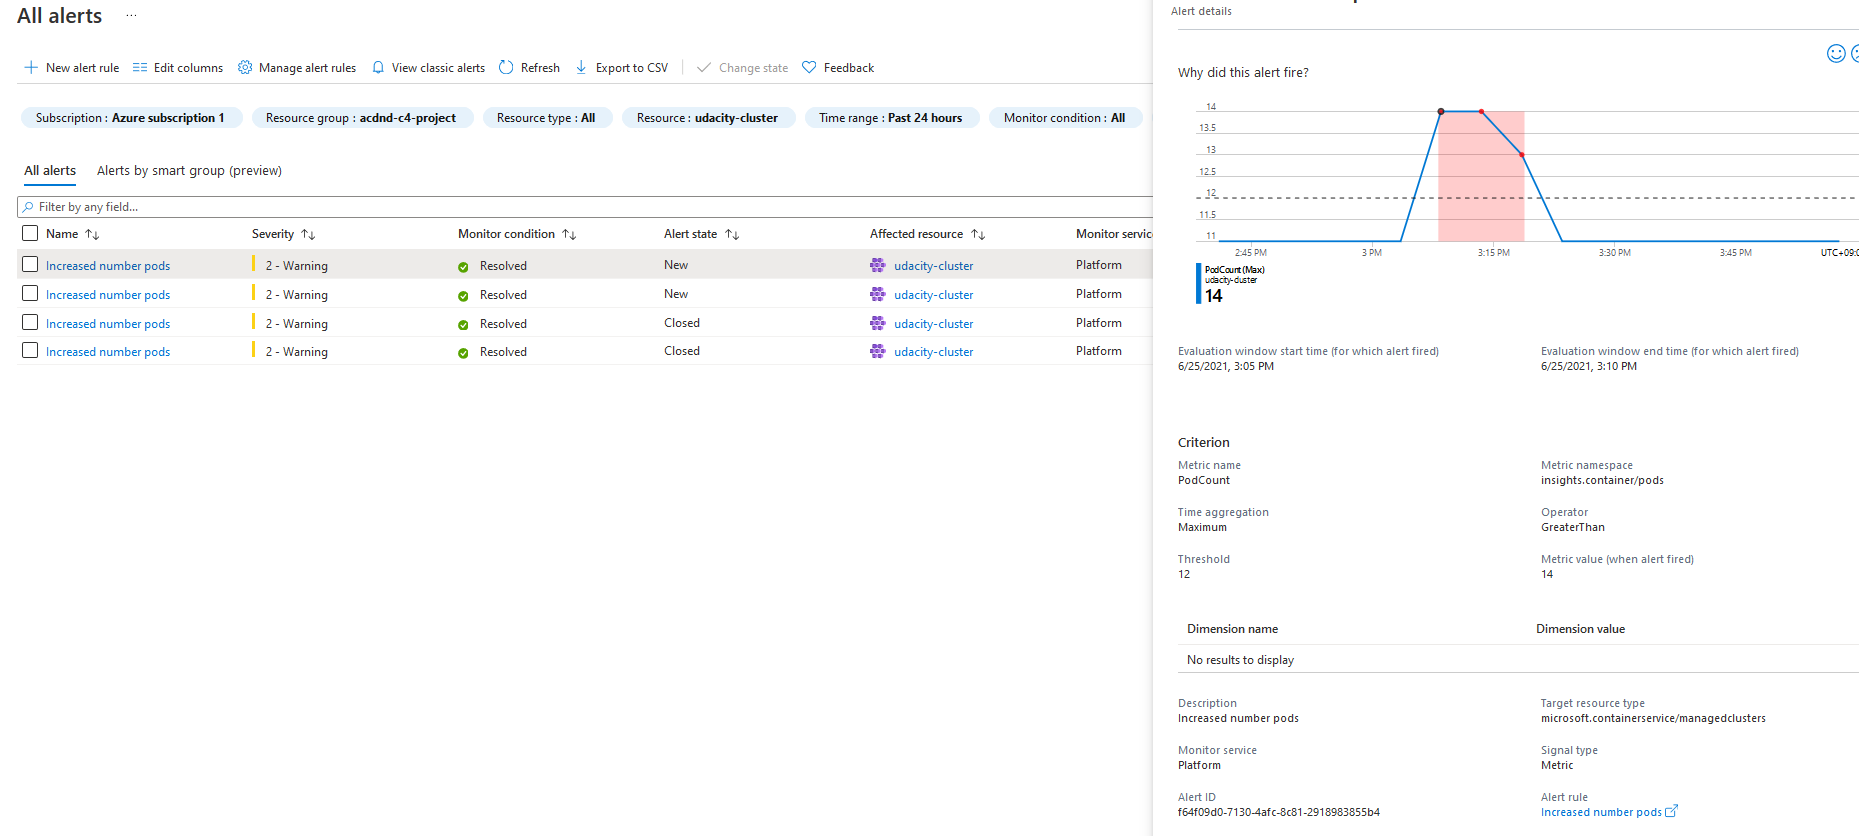 All alerts ...
New alert rule Edit columns Manage alert rules View classic alerts Refresh Export to CSV Change state Feedback
Subscription : Azure subscription 1 Resource group : acdnd-c4-project Resource type : All Resource : udacity-cluster Time range : Past 24 hours Monitor condition : All
All alerts Alerts by smart group (preview)
Filter by any field...
Name Severity Monitor condition Alert state Affected resource Monitor servic
Increased number pods 2 - Warning Resolved New udacity-cluster Platform
Increased number pods 2 - Warning Resolved New udacity-cluster Platform
Increased number pods 2 - Warning Resolved Closed udacity-cluster Platform
Increased number pods 2 - Warning Resolved Closed udacity-cluster Platform
Alert details
Why did this alert fire?
14
13.5
13
12.5
12
11.5
11
2:45 PM 3 PM 3:15 PM 3:30 PM 3:45 PM UTC+09:0
PodCount (Max)
udacity-cluster
14
Evaluation window start time (for which alert fired) Evaluation window end time (for which alert fired)
6/25/2021, 3:05 PM 6/25/2021, 3:10 PM
Criterion
Metric name Metric namespace
PodCount insights.container/pods
Time aggregation Operator
Maximum GreaterThan
Threshold Metric value (when alert fired)
12 14
Dimension name Dimension value
No results to display
Description Target resource type
Increased number pods microsoft.containerservice/managedclusters
Monitor service Signal type
Platform Metric
Alert ID Alert rule
f64f09d0-7130-4afc-8c81-2918983855b4 Increased number pods